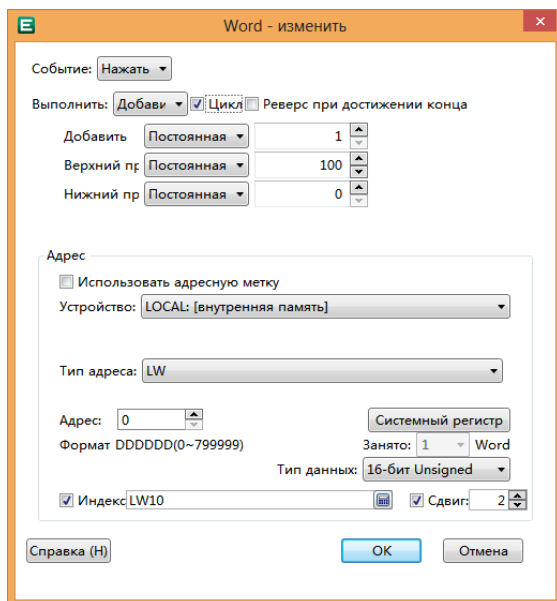 E Word - изменить ×
Событие: Нажать
Выполнить: Добави Цикл Реверс при достижении конца
Добавить Постоянная 1
Верхний пр Постоянная 100
Нижний пр Постоянная 0
Адрес
Использовать адресную метку
Устройство: LOCAL: [внутренняя память]
Тип адреса: LW
Адрес: 0 Системный регистр
Формат DDDDDD(0~799999) Занято: 1 Word
Тип данных: 16-бит Unsigned
Индекс LW10 Сдвиг: 2
Справка (H) OK Отмена